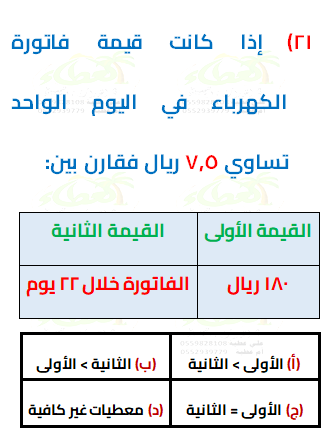 ٢١) إذا كانت قيمة فاتورة
الكهرباء في اليوم الواحد
تساوي ٧,٥ ريال فقارن بين:
القيمة الأولى القيمة الثانية
١٨٠ ريال الفاتورة خلال ٢٢ يوم
(أ) الأولى > الثانية (ب) الثانية > الأولى
(ج) الأولى = الثانية (د) معطيات غير كافية